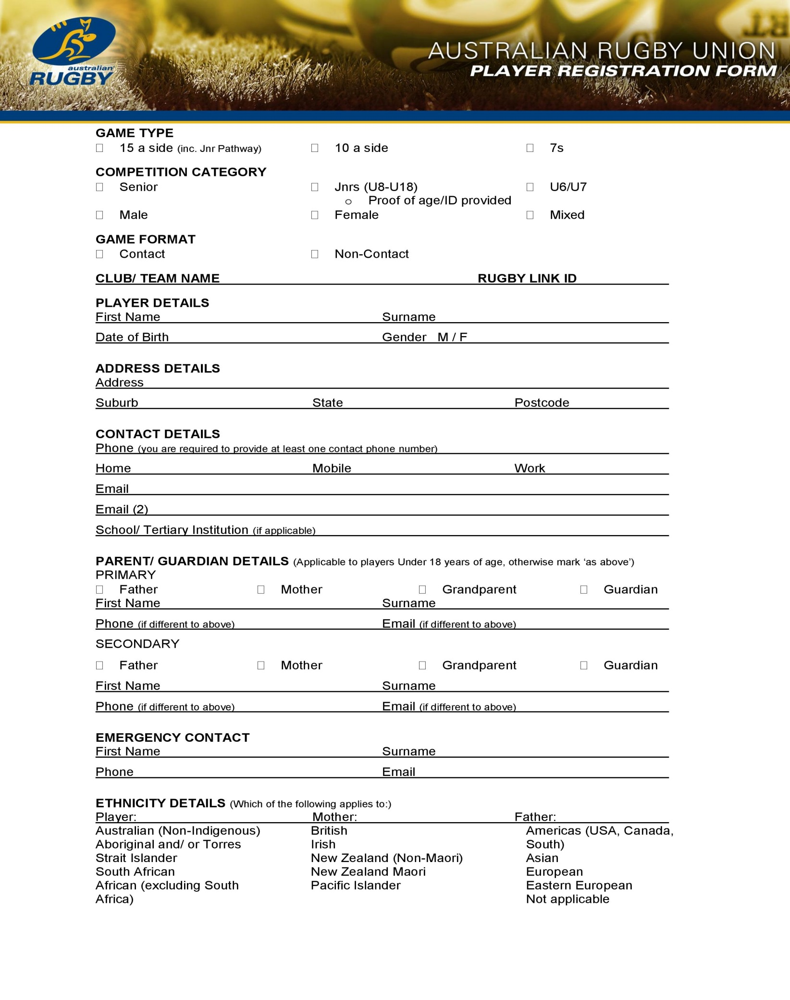 australian
RUGBY
AUSTRALIAN RUGBY UNION
PLAYER REGISTRATION FORM
GAME TYPE
☐ 15 a side (inc. Jnr Pathway) ☐ 10 a side ☐ 7s
COMPETITION CATEGORY
☐ Senior ☐ Jnrs (U8-U18) ☐ U6/U7
o Proof of age/ID provided
☐ Male ☐ Female ☐ Mixed
GAME FORMAT
☐ Contact ☐ Non-Contact
CLUB/ TEAM NAME RUGBY LINK ID
PLAYER DETAILS
First Name Surname
Date of Birth Gender M / F
ADDRESS DETAILS
Address
Suburb State Postcode
CONTACT DETAILS
Phone (you are required to provide at least one contact phone number)
Home Mobile Work
Email
Email (2)
School/ Tertiary Institution (if applicable)
PARENT/ GUARDIAN DETAILS (Applicable to players Under 18 years of age, otherwise mark ‘as above’)
PRIMARY
☐ Father ☐ Mother ☐ Grandparent ☐ Guardian
First Name Surname
Phone (if different to above) Email (if different to above)
SECONDARY
☐ Father ☐ Mother ☐ Grandparent ☐ Guardian
First Name Surname
Phone (if different to above) Email (if different to above)
EMERGENCY CONTACT
First Name Surname
Phone Email
ETHNICITY DETAILS (Which of the following applies to:)
Player: Mother: Father:
Australian (Non-Indigenous) British Americas (USA, Canada,
Aboriginal and/ or Torres Irish South)
Strait Islander New Zealand (Non-Maori) Asian
South African New Zealand Maori European
African (excluding South Pacific Islander Eastern European
Africa) Not applicable